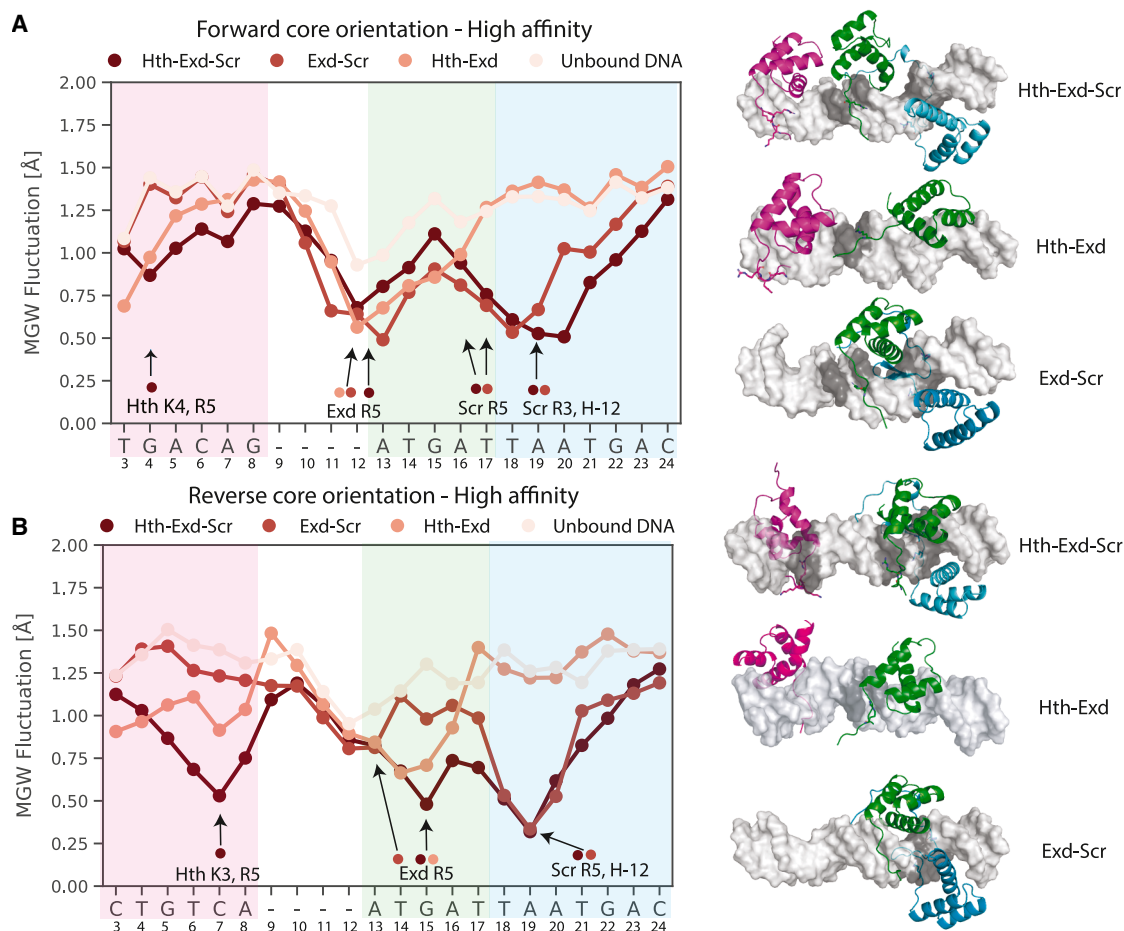 A
Forward core orientation - High affinity
Hth-Exd-Scr Exd-Scr Hth-Exd Unbound DNA
MGW Fluctuation [Å]
2.00
1.75
1.50
1.25
1.00
0.75
0.50
0.25
0.00
Hth K4, R5
Exd R5
Scr R5
Scr R3, H-12
T G A C A G - - - - A T G A T T A A T G A C
3 4 5 6 7 8 9 10 11 12 13 14 15 16 17 18 19 20 21 22 23 24
Hth-Exd-Scr
Hth-Exd
Exd-Scr
B
Reverse core orientation - High affinity
Hth-Exd-Scr Exd-Scr Hth-Exd Unbound DNA
MGW Fluctuation [Å]
2.00
1.75
1.50
1.25
1.00
0.75
0.50
0.25
0.00
Hth K3, R5
Exd R5
Scr R5, H-12
C T G T C A - - - - A T G A T T A A T G A C
3 4 5 6 7 8 9 10 11 12 13 14 15 16 17 18 19 20 21 22 23 24
Hth-Exd-Scr
Hth-Exd
Exd-Scr